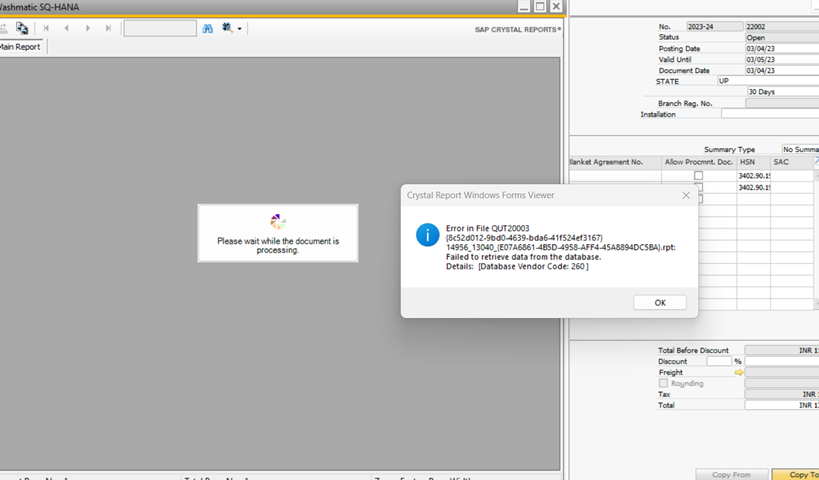 Washmatic SQ-HANA
SAP CRYSTAL REPORTS®
Main Report
Please wait while the document is
processing.
Crystal Report Windows Forms Viewer
Error in File QUT20003
{8c52d012-9bd0-4639-bda6-41f524ef3167}
14956_13040_{E07A6861-4B5D-4958-AFF4-45A8894DC5BA}.rpt:
Failed to retrieve data from the database.
Details: [Database Vendor Code: 260 ]
OK
No. 2023-24 22002
Status Open
Posting Date 03/04/23
Valid Until 03/05/23
Document Date 03/04/23
STATE UP
30 Days
Branch Reg. No.
Installation
Summary Type No Summa
Blanket Agreement No. Allow Procmnt. Doc. HSN SAC
3402.90.19
3402.90.19
Total Before Discount INR 1
Discount %
Freight
Rounding
Tax INR
Total INR 1
Copy From Copy To